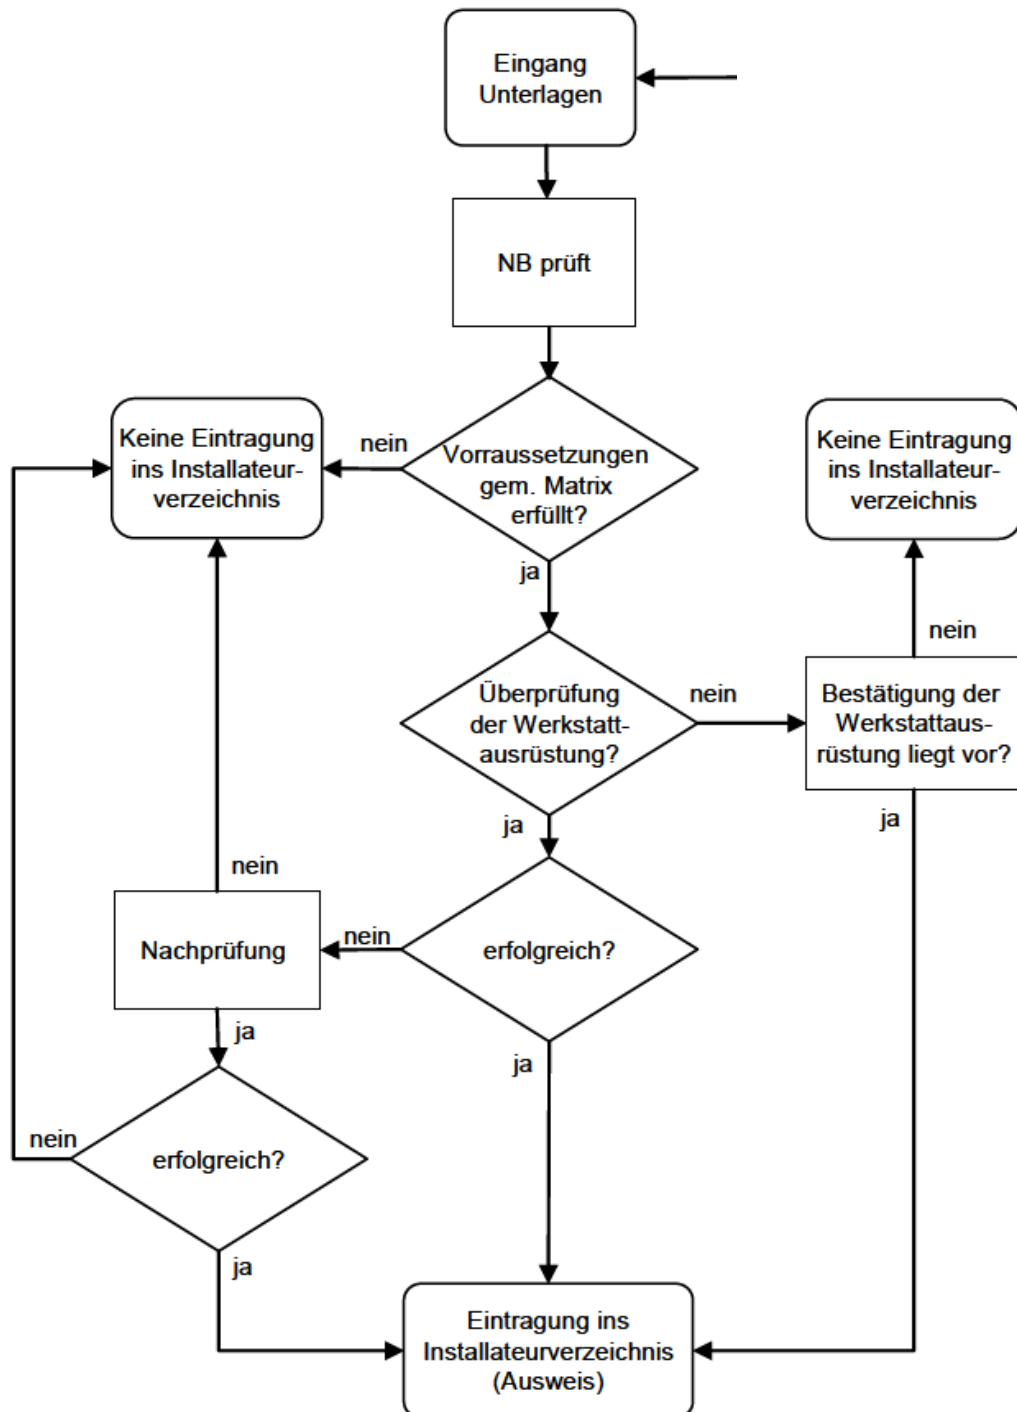 Eingang
Unterlagen
NB prüft
Keine Eintragung
ins Installateur-
verzeichnis
nein
Vorraussetzungen
gem. Matrix
erfüllt?
Keine Eintragung
ins Installateur-
verzeichnis
ja
nein
Überprüfung
der Werkstatt-
ausrüstung?
nein
Bestätigung der
Werkstattaus-
rüstung liegt vor?
ja
ja
nein
Nachprüfung
nein
erfolgreich?
ja
ja
nein
erfolgreich?
ja
Eintragung ins
Installateurverzeichnis
(Ausweis)